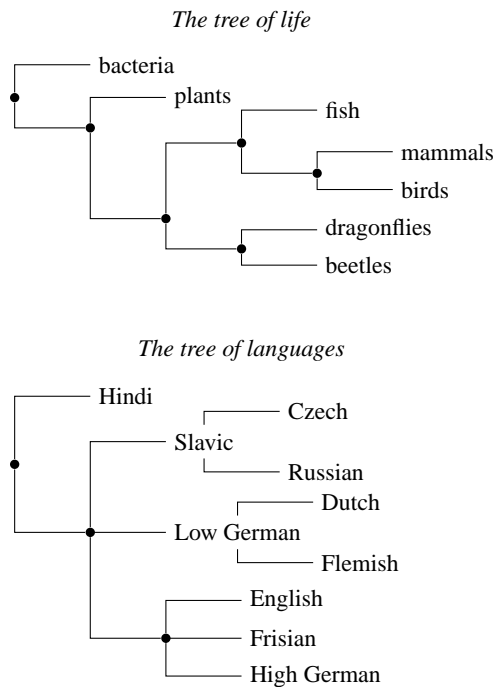 The tree of life
bacteria
plants
fish
mammals
birds
dragonflies
beetles
The tree of languages
Hindi
Czech
Slavic
Russian
Dutch
Low German
Flemish
English
Frisian
High German